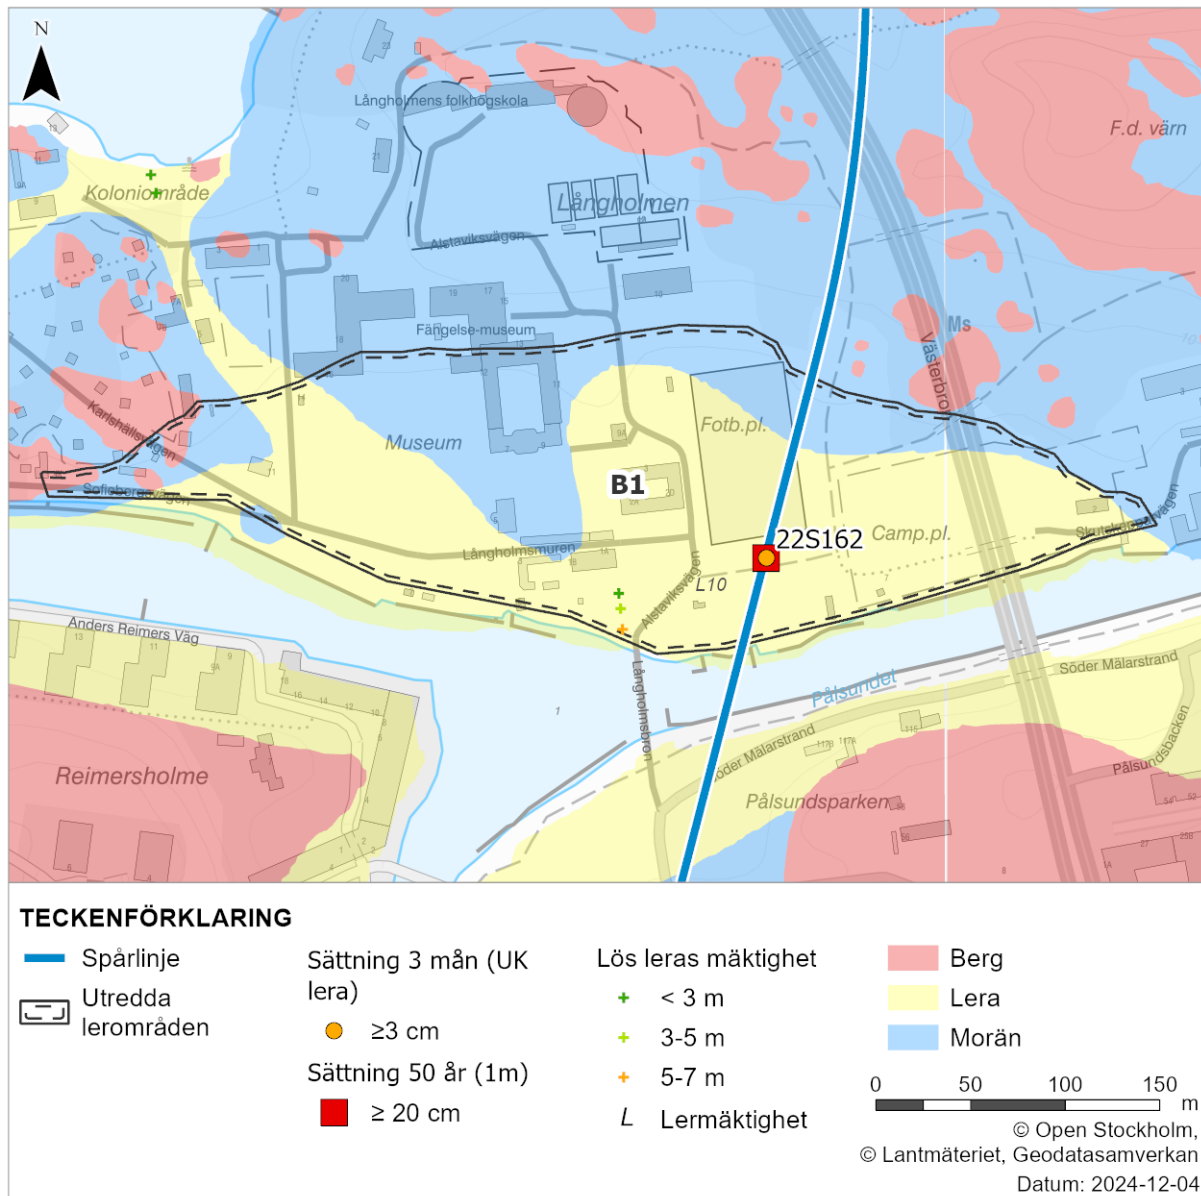 N
Långholmens folkhögskola
F.d. värn
Koloniområde
Långholmen
Alstaviksvägen
Fängelse-museum
Ms
Västerbron
Karlshällsvägen
Museum
Fotb.pl.
B1
Sofiebergsvägen
22S162
Camp.pl.
Skutskepparvägen
Långholmsmuren
L10
Alstaviksvägen
Anders Reimers Väg
Långholmsbron
Pålsundet
Söder Mälarstrand
Söder Mälarstrand
Pålsundsbacken
Reimersholme
Pålsundsparken
TECKENFÖRKLARING
Spårlinje
Utredda
lerområden
Sättning 3 mån (UK
lera)
≥3 cm
Sättning 50 år (1m)
≥ 20 cm
Lös leras mäktighet
< 3 m
3-5 m
5-7 m
L Lermäktighet
Berg
Lera
Morän
0 50 100 150
m
© Open Stockholm,
© Lantmäteriet, Geodatasamverkan
Datum: 2024-12-04